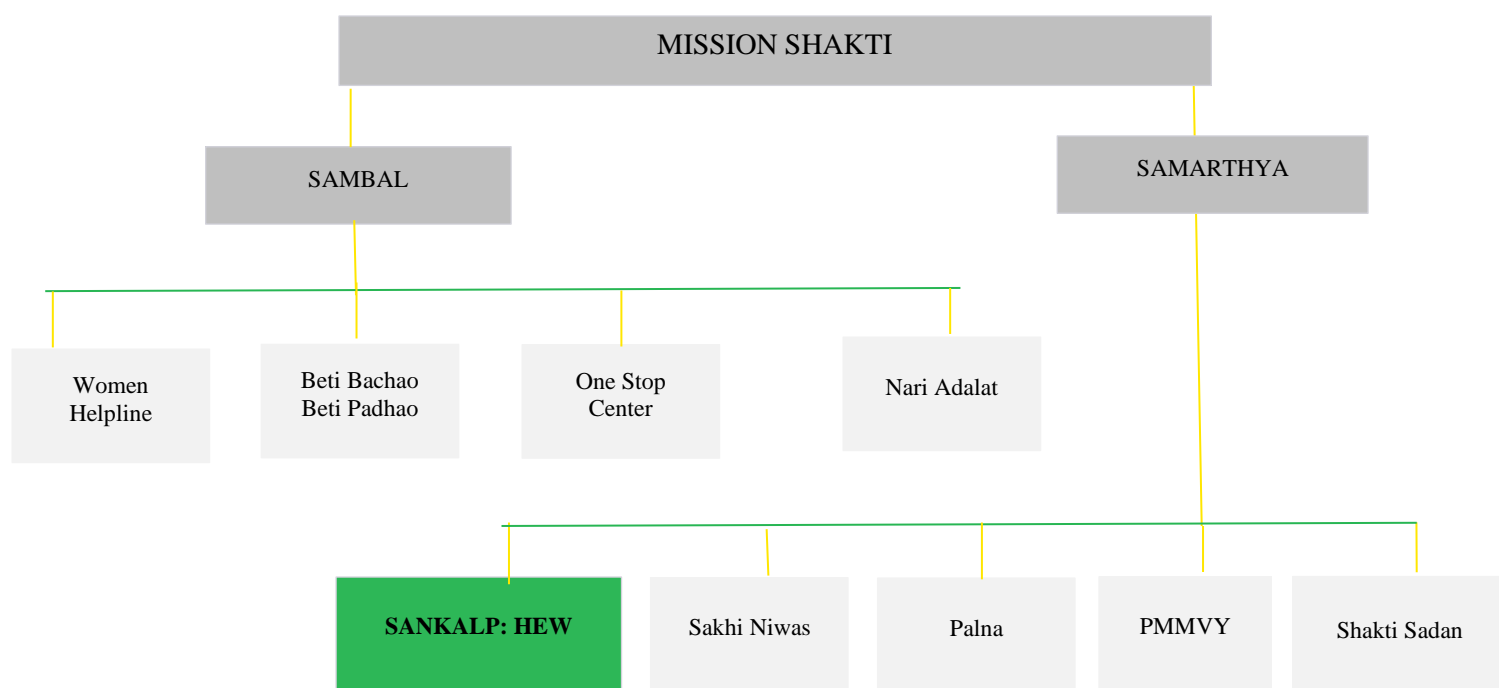 MISSION SHAKTI
SAMBAL
SAMARTHYA
Women
Helpline
Beti Bachao
Beti Padhao
One Stop
Center
Nari Adalat
SANKALP: HEW
Sakhi Niwas
Palna
PMMVY
Shakti Sadan